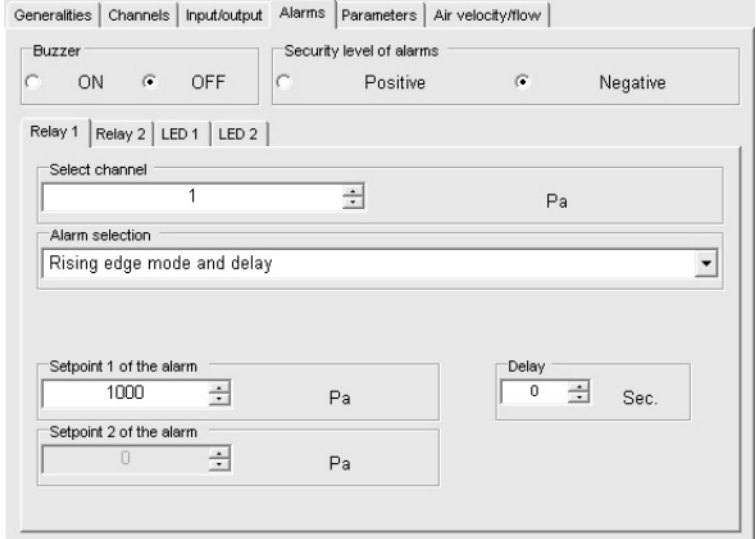 Generalities Channels Input/output Alarms Parameters Air velocity/flow
Buzzer
ON OFF
Security level of alarms
Positive Negative
Relay 1 Relay 2 LED 1 LED 2
Select channel
1 Pa
Alarm selection
Rising edge mode and delay
Setpoint 1 of the alarm
1000 Pa
Delay
0 Sec.
Setpoint 2 of the alarm
0 Pa